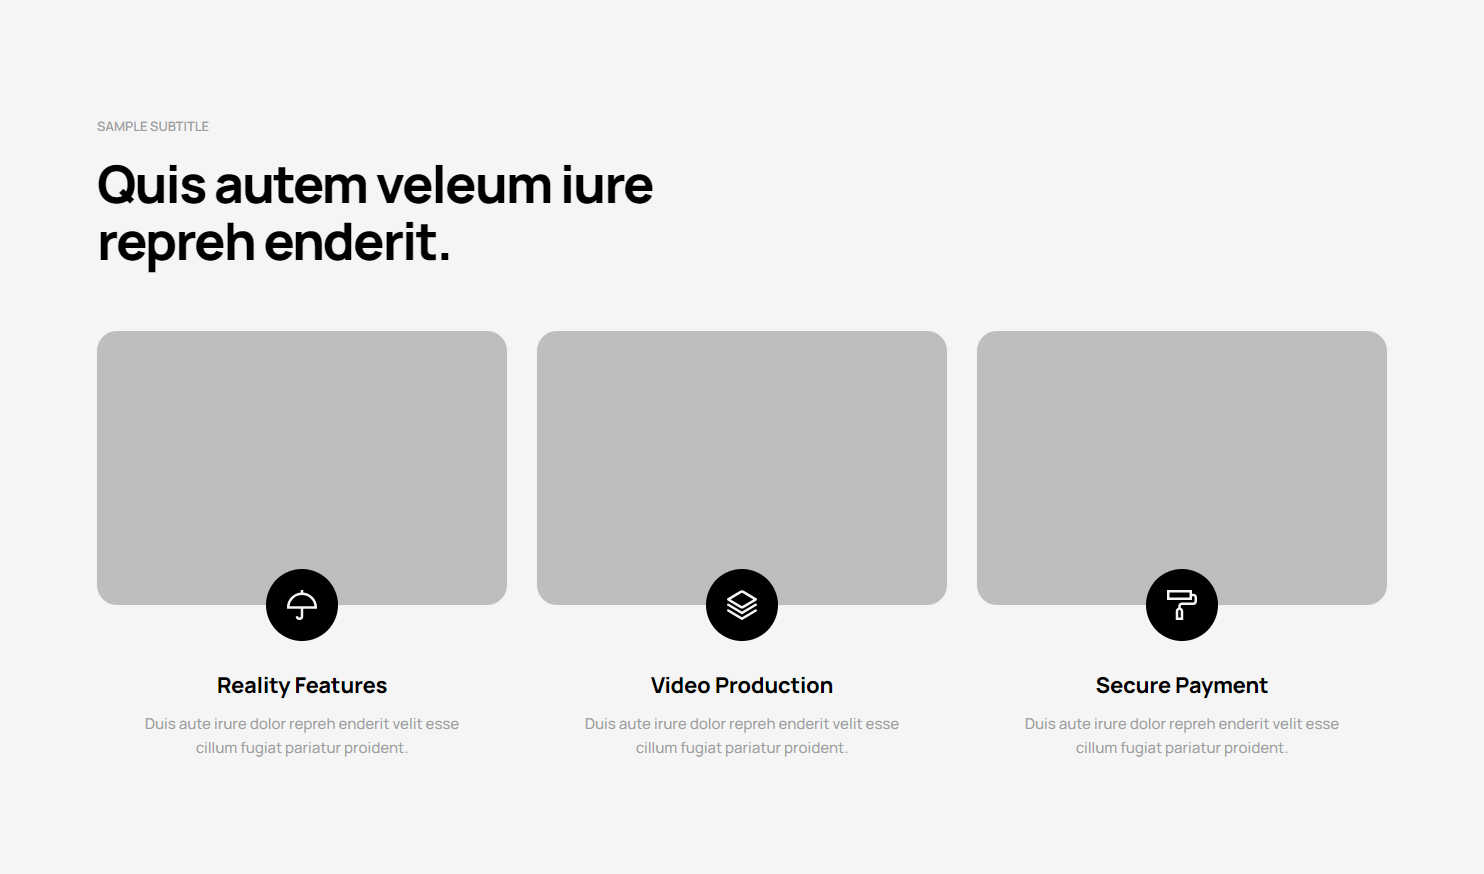 SAMPLE SUBTITLE
Quis autem veleum iure
repreh enderit.
Reality Features
Duis aute irure dolor repreh enderit velit esse
cillum fugiat pariatur proident.
Video Production
Duis aute irure dolor repreh enderit velit esse
cillum fugiat pariatur proident.
Secure Payment
Duis aute irure dolor repreh enderit velit esse
cillum fugiat pariatur proident.